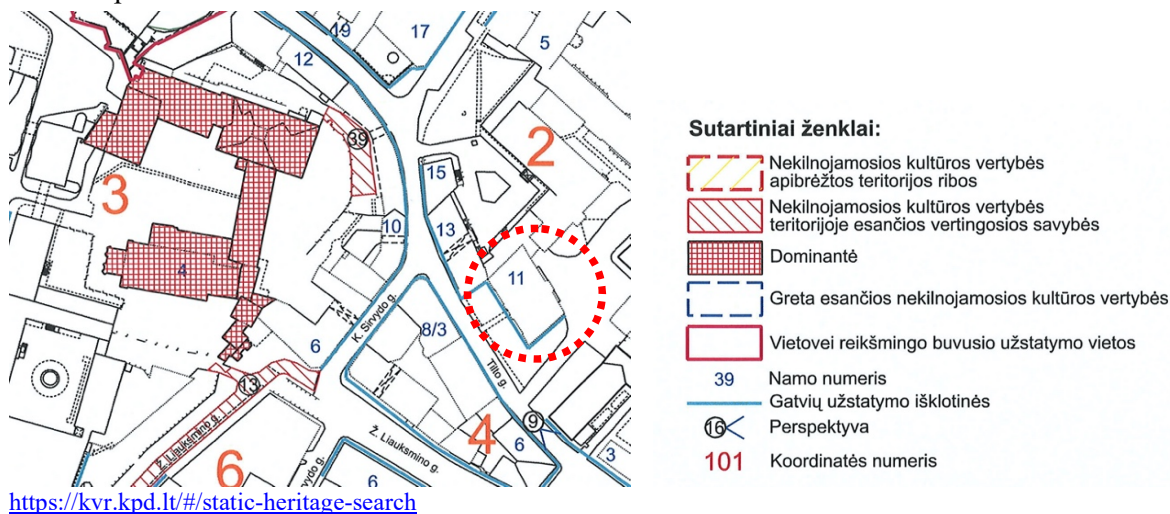 19
17
12
5
39
2
3
15
10
13
4
11
K. Sirvydo g.
8/3
6
Tilto g.
13
9
Ž. Liauksmino g.
Ž. Liauksmino g.
4
6
3
6
6
Sutartiniai ženklai:
Nekilnojamosios kultūros vertybės
apibrėžtos teritorijos ribos
Nekilnojamosios kultūros vertybės
teritorijoje esančios vertingosios savybės
Dominantė
Greta esančios nekilnojamosios kultūros vertybės
Vietovei reikšmingo buvusio užstatymo vietos
39 Namo numeris
Gatvių užstatymo išklotinės
16 Perspektyva
101 Koordinatės numeris
https://kvr.kpd.lt/#/static-heritage-search